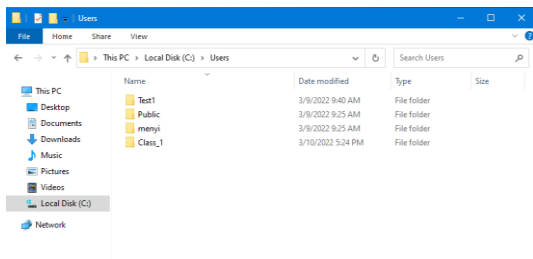 Users
File Home Share View
This PC > Local Disk (C:) > Users
Search Users
Name Date modified Type Size
This PC
Desktop
Documents
Downloads
Music
Pictures
Videos
Local Disk (C:)
Network
Test1 3/9/2022 9:40 AM File folder
Public 3/9/2022 9:25 AM File folder
menyi 3/9/2022 9:25 AM File folder
Class_1 3/10/2022 5:24 PM File folder